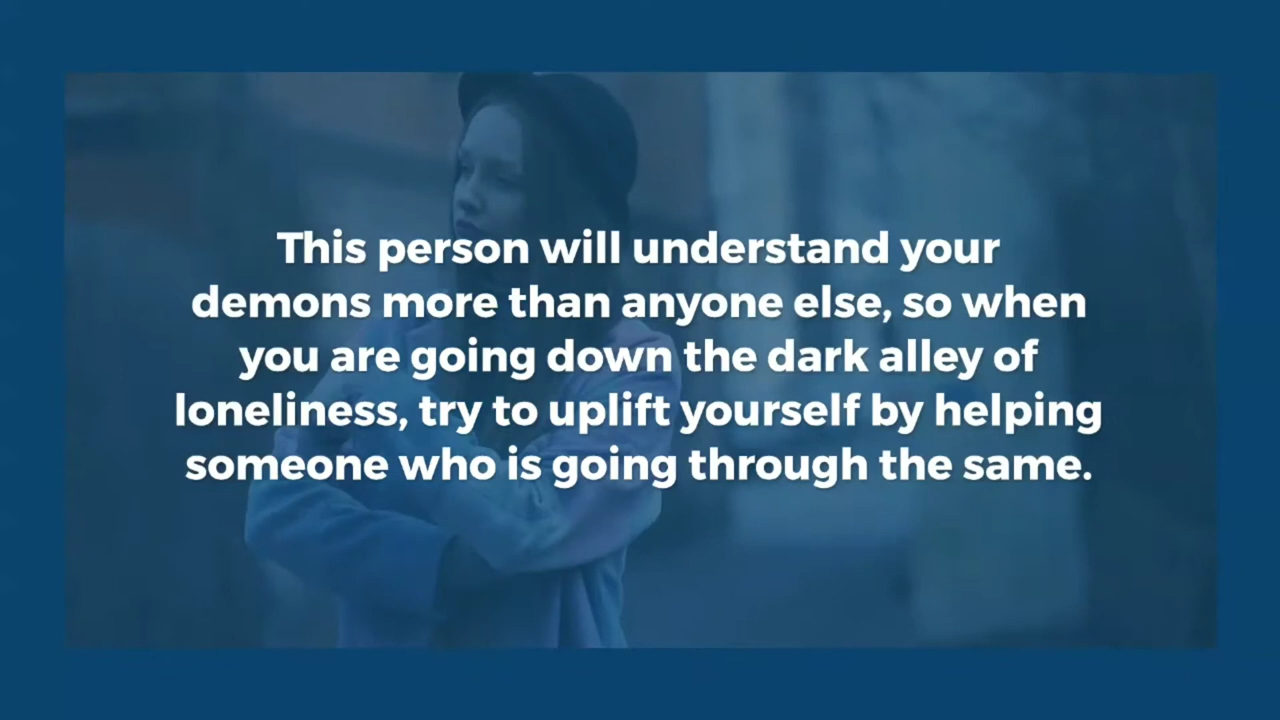 This person will understand your
demons more than anyone else, so when
you are going down the dark alley of
loneliness, try to uplift yourself by helping
someone who is going through the same.